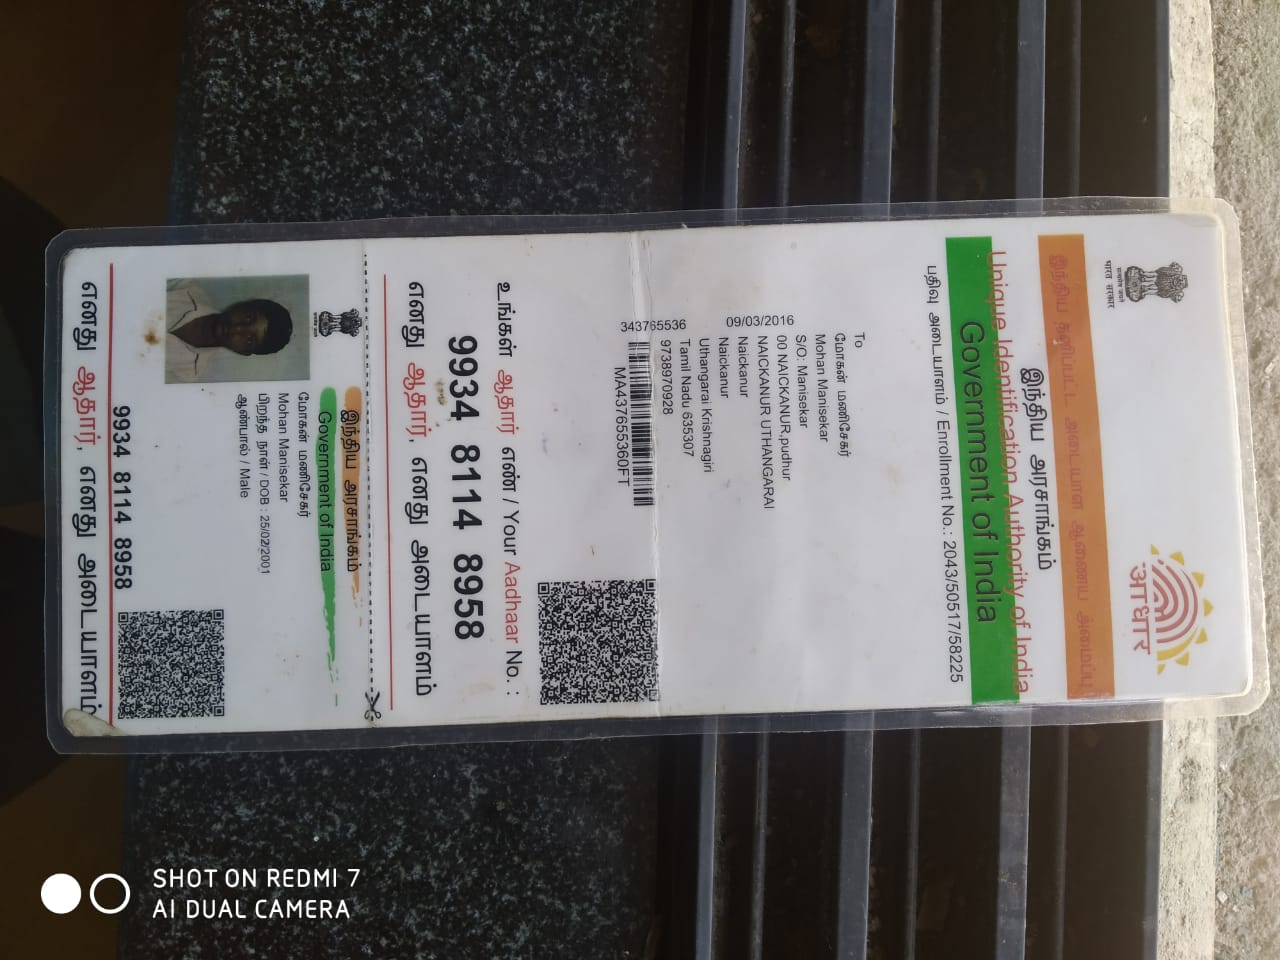 भारत सरकार
आधार
இந்திய தனிப்பட்ட அடையாள ஆணைய அமைப்பு
இந்திய அரசாங்கம்
Unique Identification Authority of India
Government of India
பதிவு அடையாளம் / Enrollment No.: 2043/50517/58225
To
மோகன் மணிசேகர்
Mohan Manisekar
S/O: Manisekar
00 NAICKANUR,pudhur
NAICKANUR UTHANGARAI
Naickanur
Naickanur
Uthangarai Krishnagiri
Tamil Nadu 635307
9738970928
09/03/2016
343765536
MA437655360FT
உங்கள் ஆதார் எண் / Your Aadhaar No. :
9934 8114 8958
எனது ஆதார், எனது அடையாளம்
இந்திய அரசாங்கம்
Government of India
மோகன் மணிசேகர்
Mohan Manisekar
பிறந்த நாள் / DOB : 25/02/2001
ஆண்பால் / Male
9934 8114 8958
எனது ஆதார், எனது அடையாளம்
SHOT ON REDMI 7
AI DUAL CAMERA